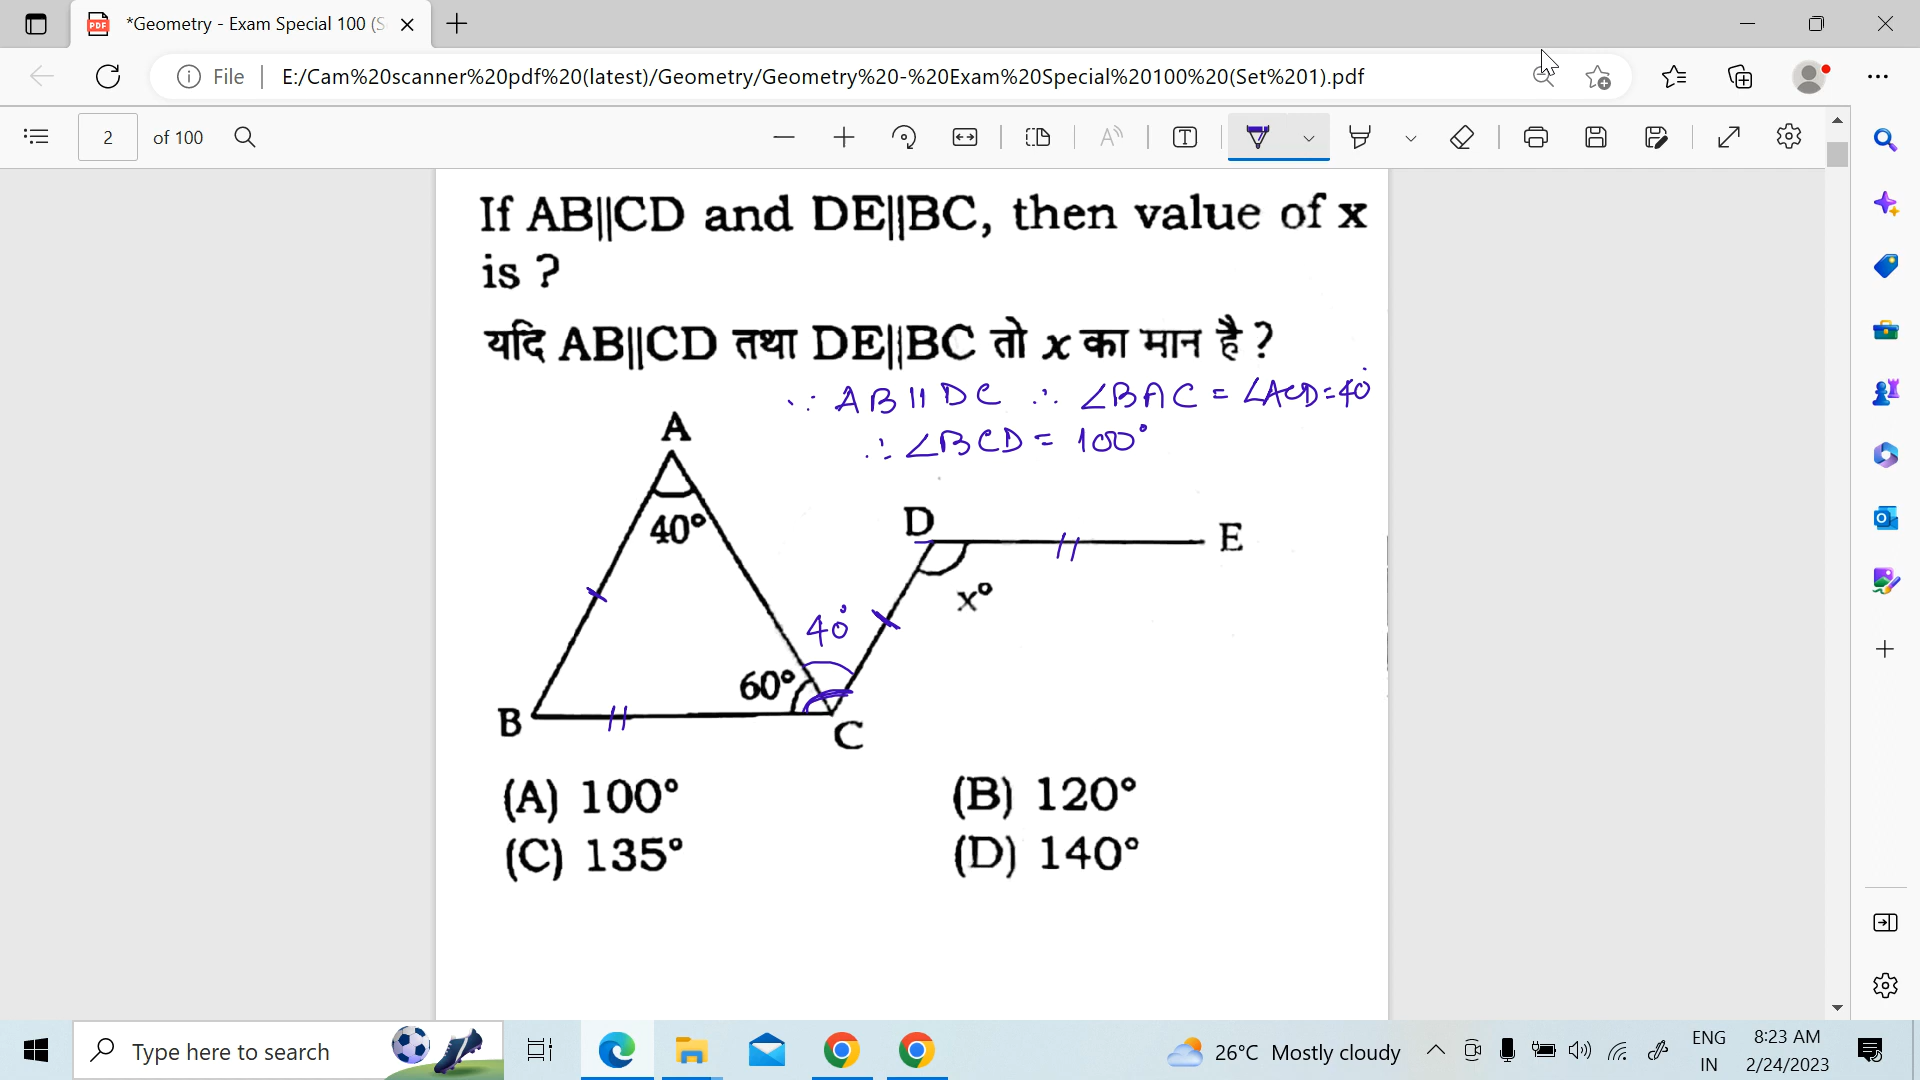 *Geometry - Exam Special 100 (S
File
E:/Cam%20scanner%20pdf%20(latest)/Geometry/Geometry%20-%20Exam%20Special%20100%20(Set%201).pdf
2 of 100
If AB||CD and DE||BC, then value of x
is ?
यदि AB||CD तथा DE||BC तो x का मान है ?
∵ AB || DC ∴ ∠BAC = ∠ACD = 40°
∴ ∠BCD = 100°
A
40°
D
E
x°
40°
60°
B
C
(A) 100°
(B) 120°
(C) 135°
(D) 140°
Type here to search
26°C Mostly cloudy
ENG
IN
8:23 AM
2/24/2023